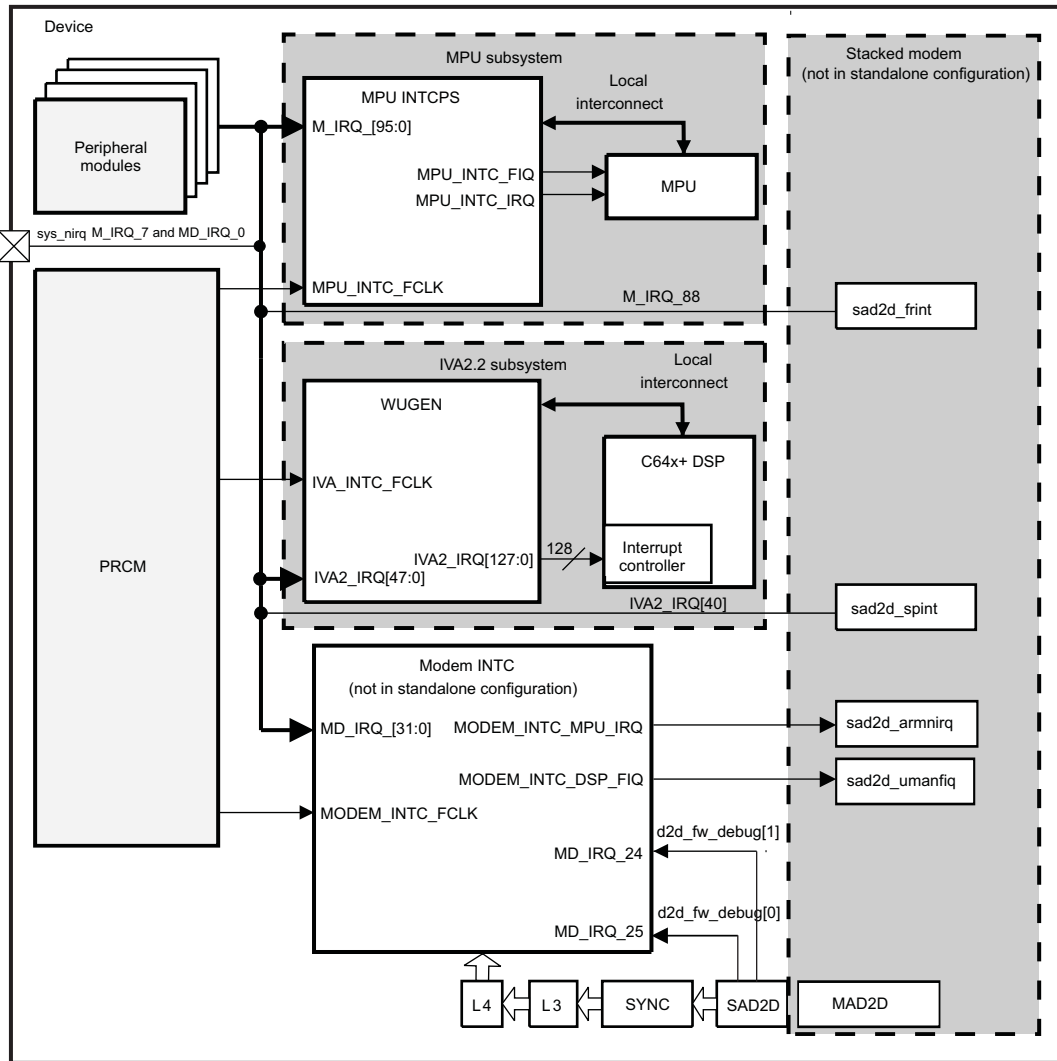 Device
Peripheral
modules
sys_nirq M_IRQ_7 and MD_IRQ_0
PRCM
MPU subsystem
MPU INTCPS
M_IRQ_[95:0]
MPU_INTC_FIQ
MPU_INTC_IRQ
MPU_INTC_FCLK
Local
interconnect
MPU
M_IRQ_88
IVA2.2 subsystem
WUGEN
IVA_INTC_FCLK
IVA2_IRQ[127:0]
IVA2_IRQ[47:0]
Local
interconnect
C64x+ DSP
128
Interrupt
controller
IVA2_IRQ[40]
Modem INTC
(not in standalone configuration)
MD_IRQ_[31:0]
MODEM_INTC_MPU_IRQ
MODEM_INTC_DSP_FIQ
MODEM_INTC_FCLK
MD_IRQ_24
MD_IRQ_25
d2d_fw_debug[1]
d2d_fw_debug[0]
Stacked modem
(not in standalone configuration)
sad2d_frint
sad2d_spint
sad2d_armnirq
sad2d_umanfiq
L4
L3
SYNC
SAD2D
MAD2D